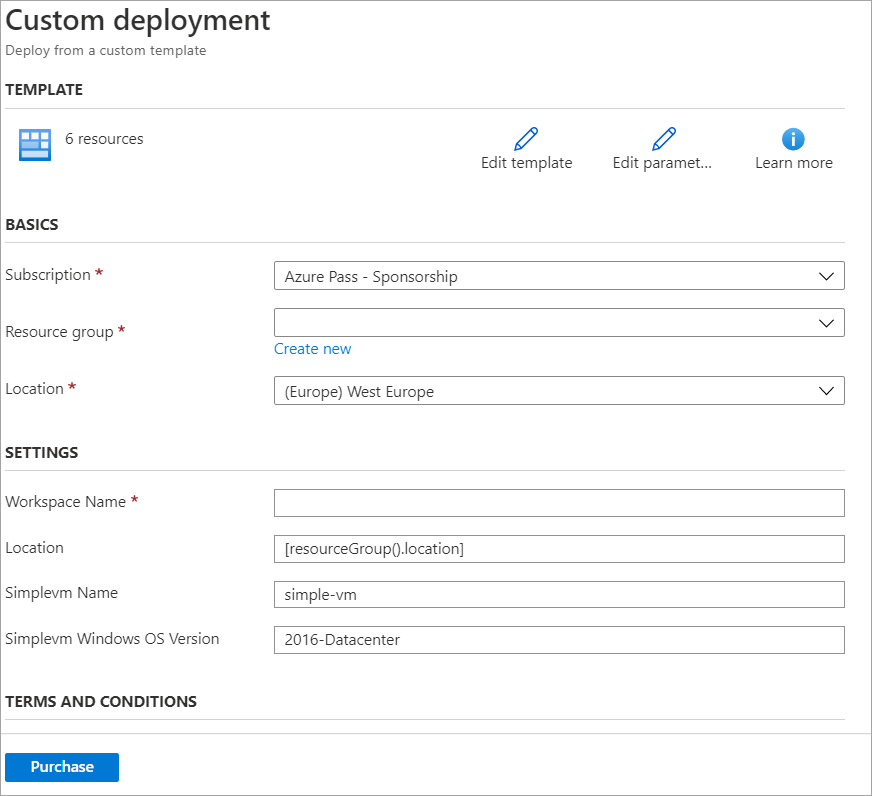 Custom deployment
Deploy from a custom template
TEMPLATE
6 resources
Edit template
Edit paramet...
Learn more
BASICS
Subscription *
Azure Pass - Sponsorship
Resource group *
Create new
Location *
(Europe) West Europe
SETTINGS
Workspace Name *
Location
[resourceGroup().location]
Simplevm Name
simple-vm
Simplevm Windows OS Version
2016-Datacenter
TERMS AND CONDITIONS
Purchase